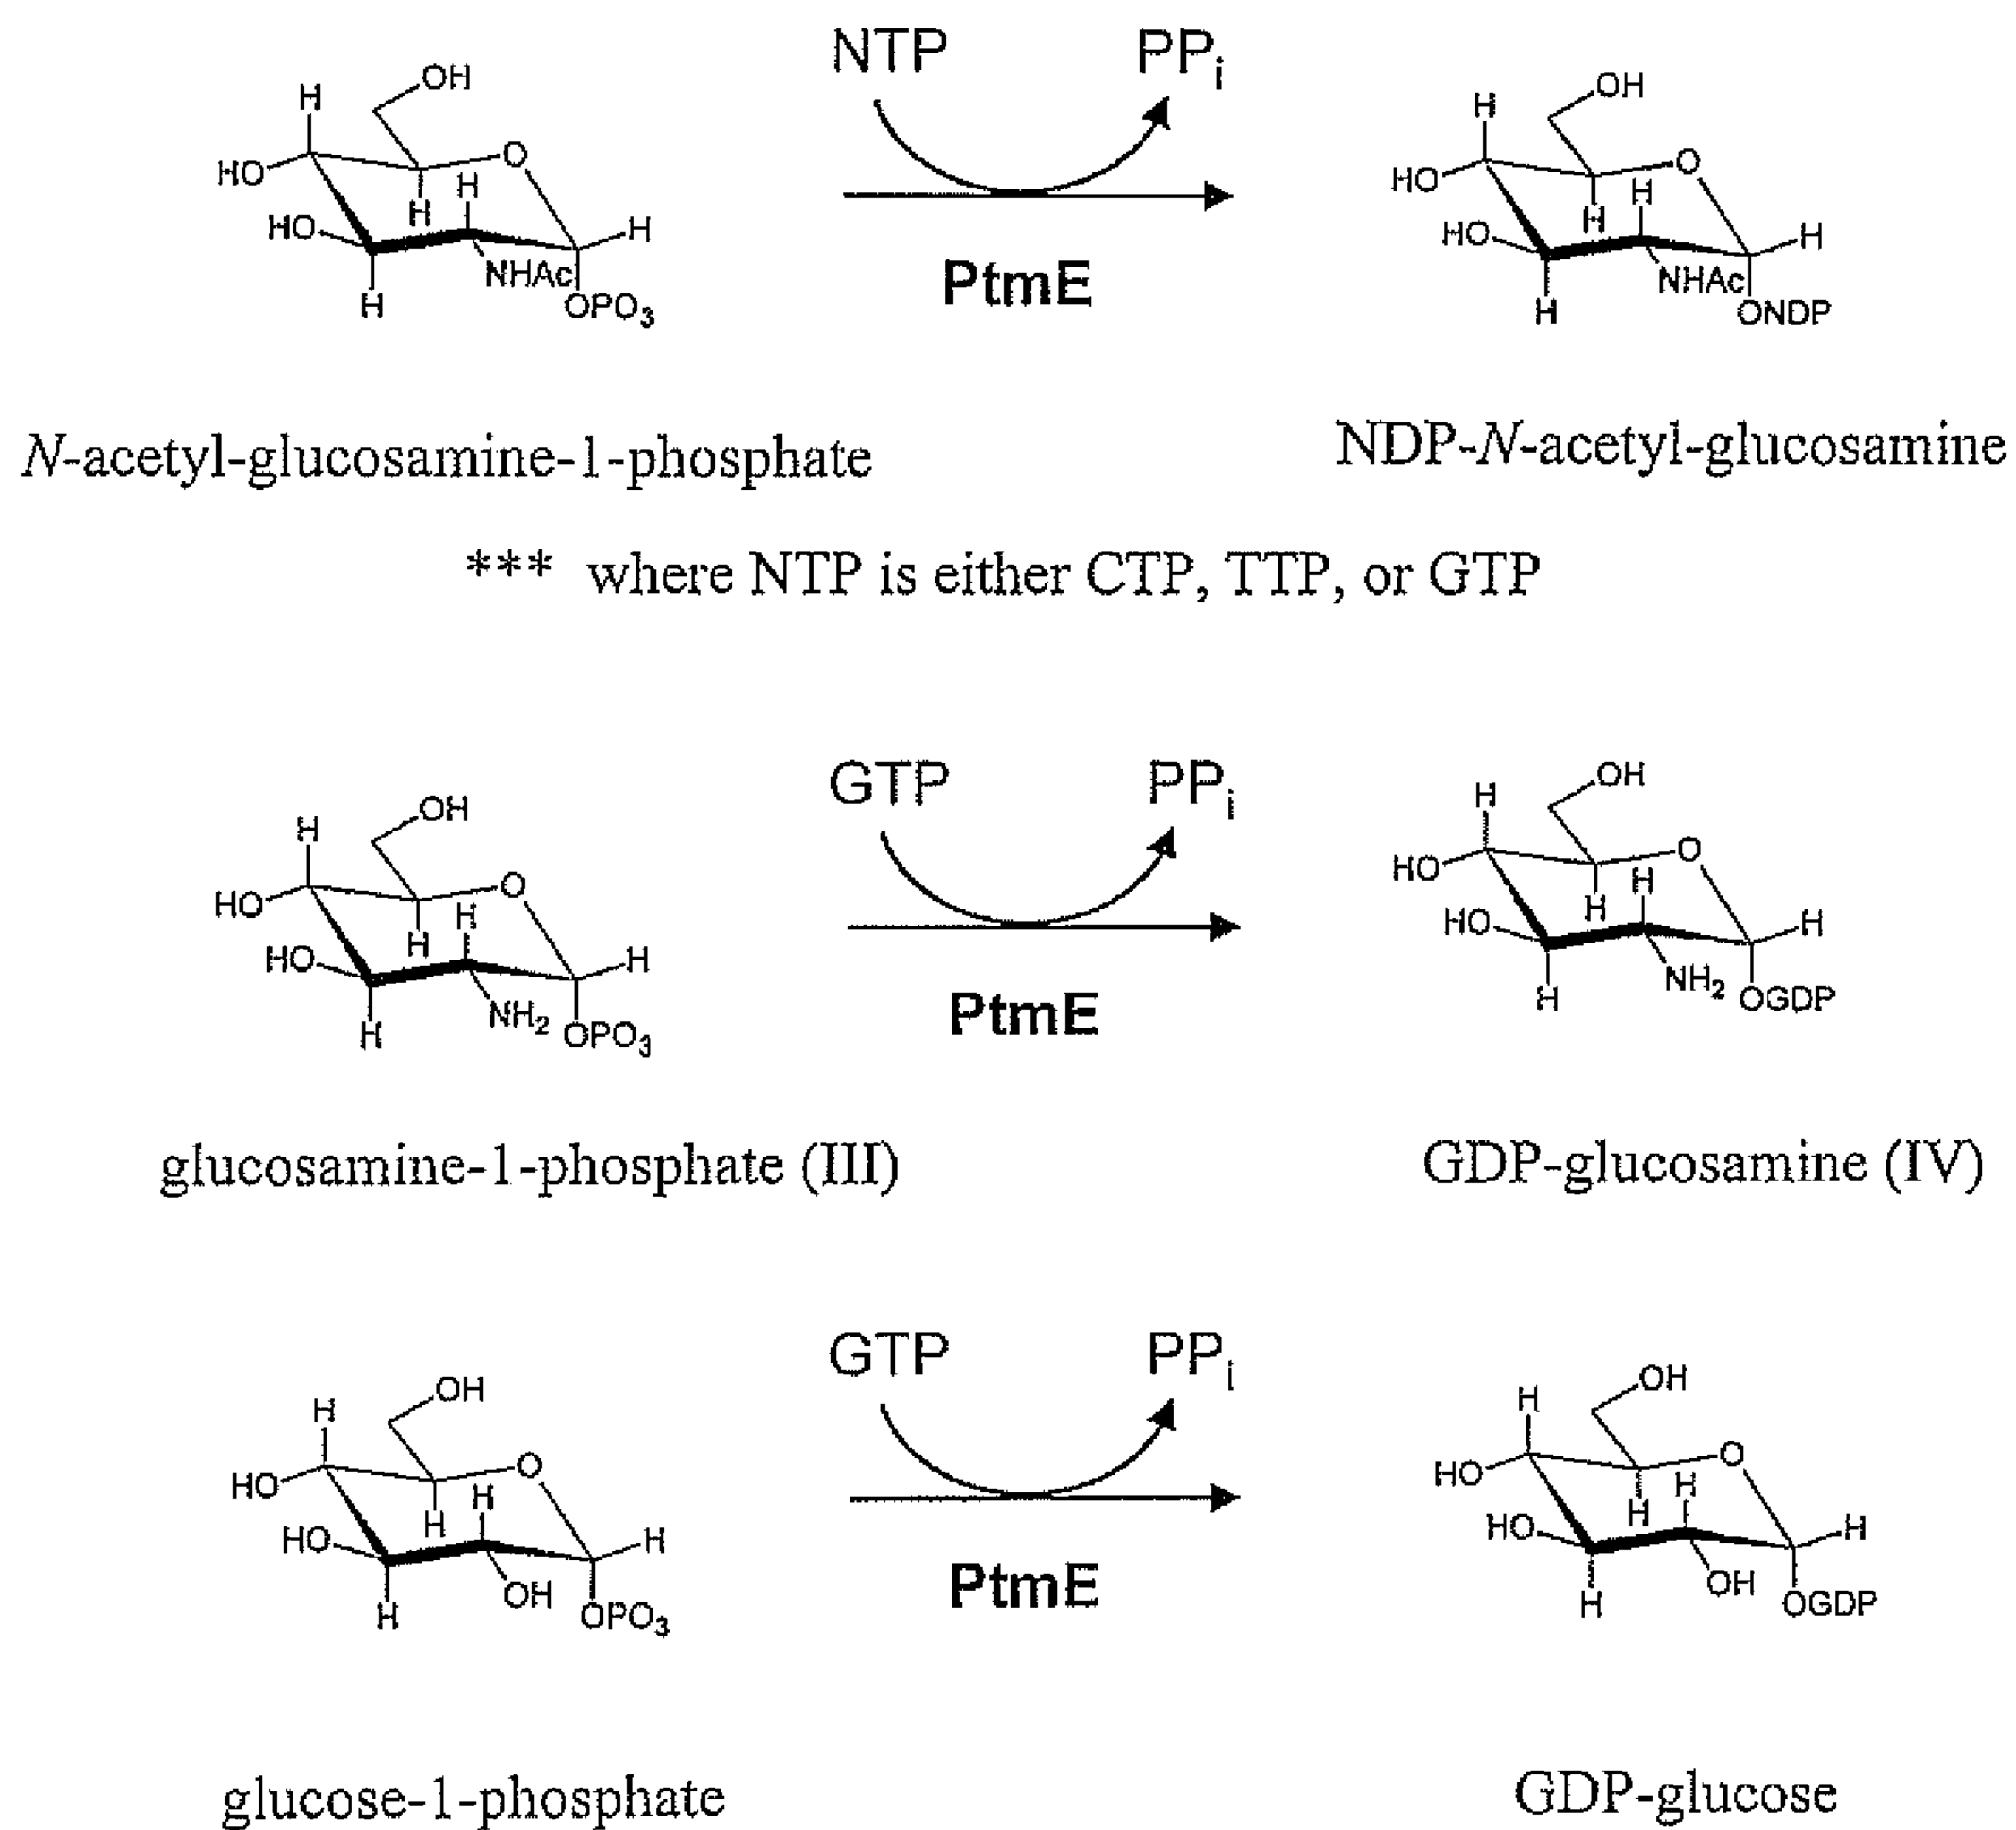 NTP PPi
H OH H OH
HO O H HO O H
HO H H HO H H
H NHAc OPO3 PtmE H NHAc ONDP
N-acetyl-glucosamine-1-phosphate NDP-N-acetyl-glucosamine
*** where NTP is either CTP, TTP, or GTP
GTP PPi
H OH H OH
HO O H HO O H
HO H H HO H H
H NH2 OPO3 PtmE H NH2 OGDP
glucosamine-1-phosphate (III) GDP-glucosamine (IV)
GTP PPi
H OH H OH
HO O H HO O H
HO H H HO H H
H OH OPO3 PtmE H OH OGDP
glucose-1-phosphate GDP-glucose